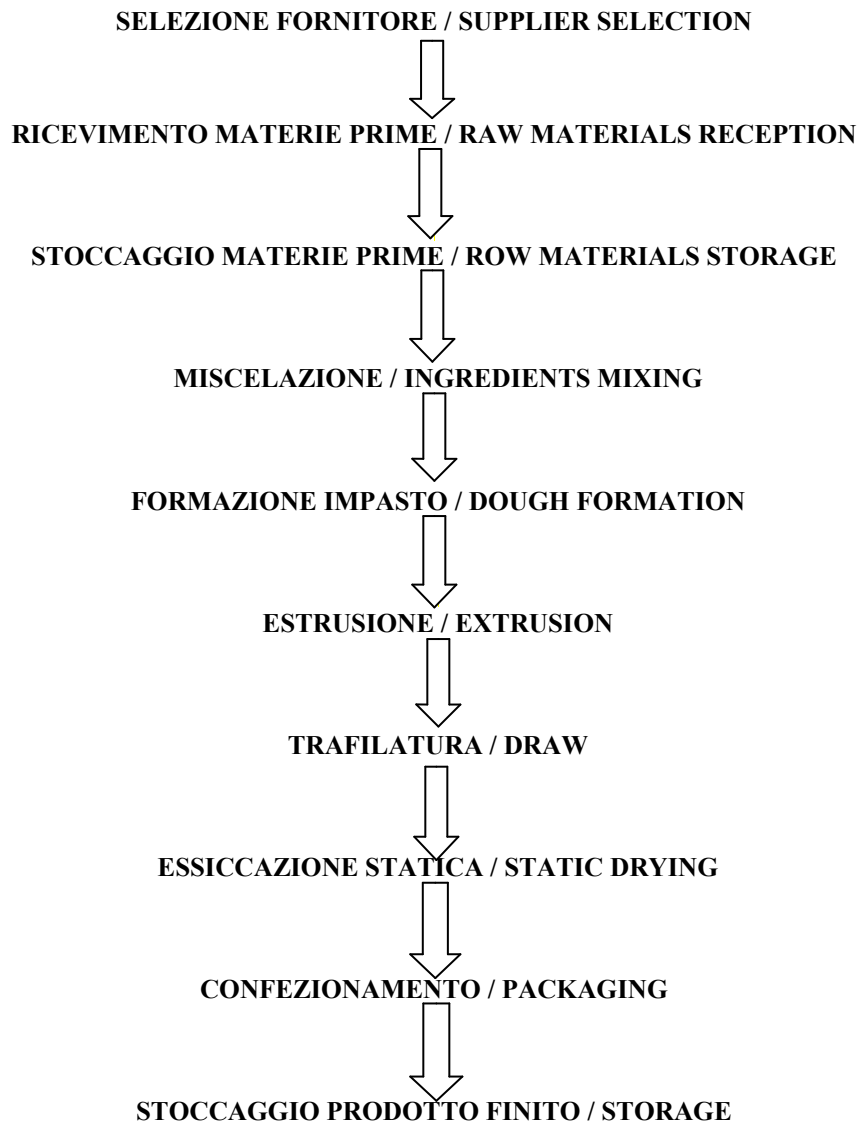 SELEZIONE FORNITORE / SUPPLIER SELECTION
RICEVIMENTO MATERIE PRIME / RAW MATERIALS RECEPTION
STOCCAGGIO MATERIE PRIME / ROW MATERIALS STORAGE
MISCELAZIONE / INGREDIENTS MIXING
FORMAZIONE IMPASTO / DOUGH FORMATION
ESTRUSIONE / EXTRUSION
TRAFILATURA / DRAW
ESSICCAZIONE STATICA / STATIC DRYING
CONFEZIONAMENTO / PACKAGING
STOCCAGGIO PRODOTTO FINITO / STORAGE